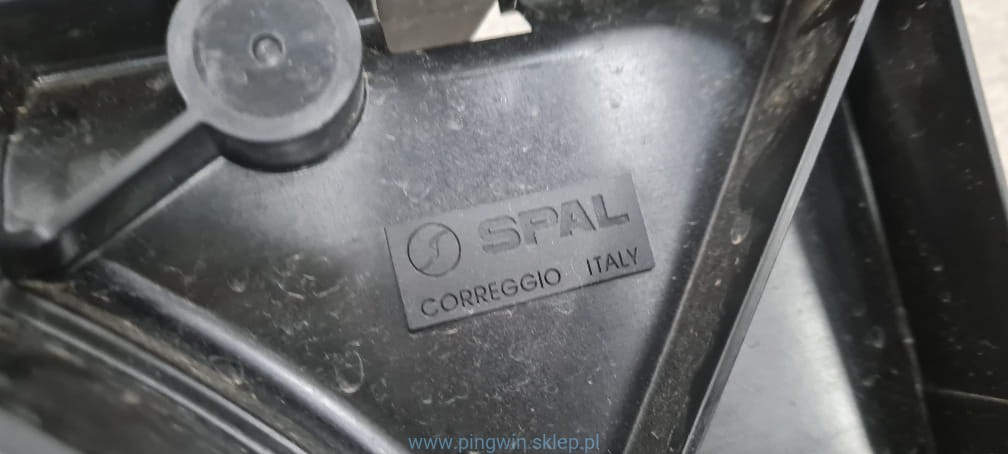 SPAL
CORREGGIO ITALY
www.pingwin.sklep.pl